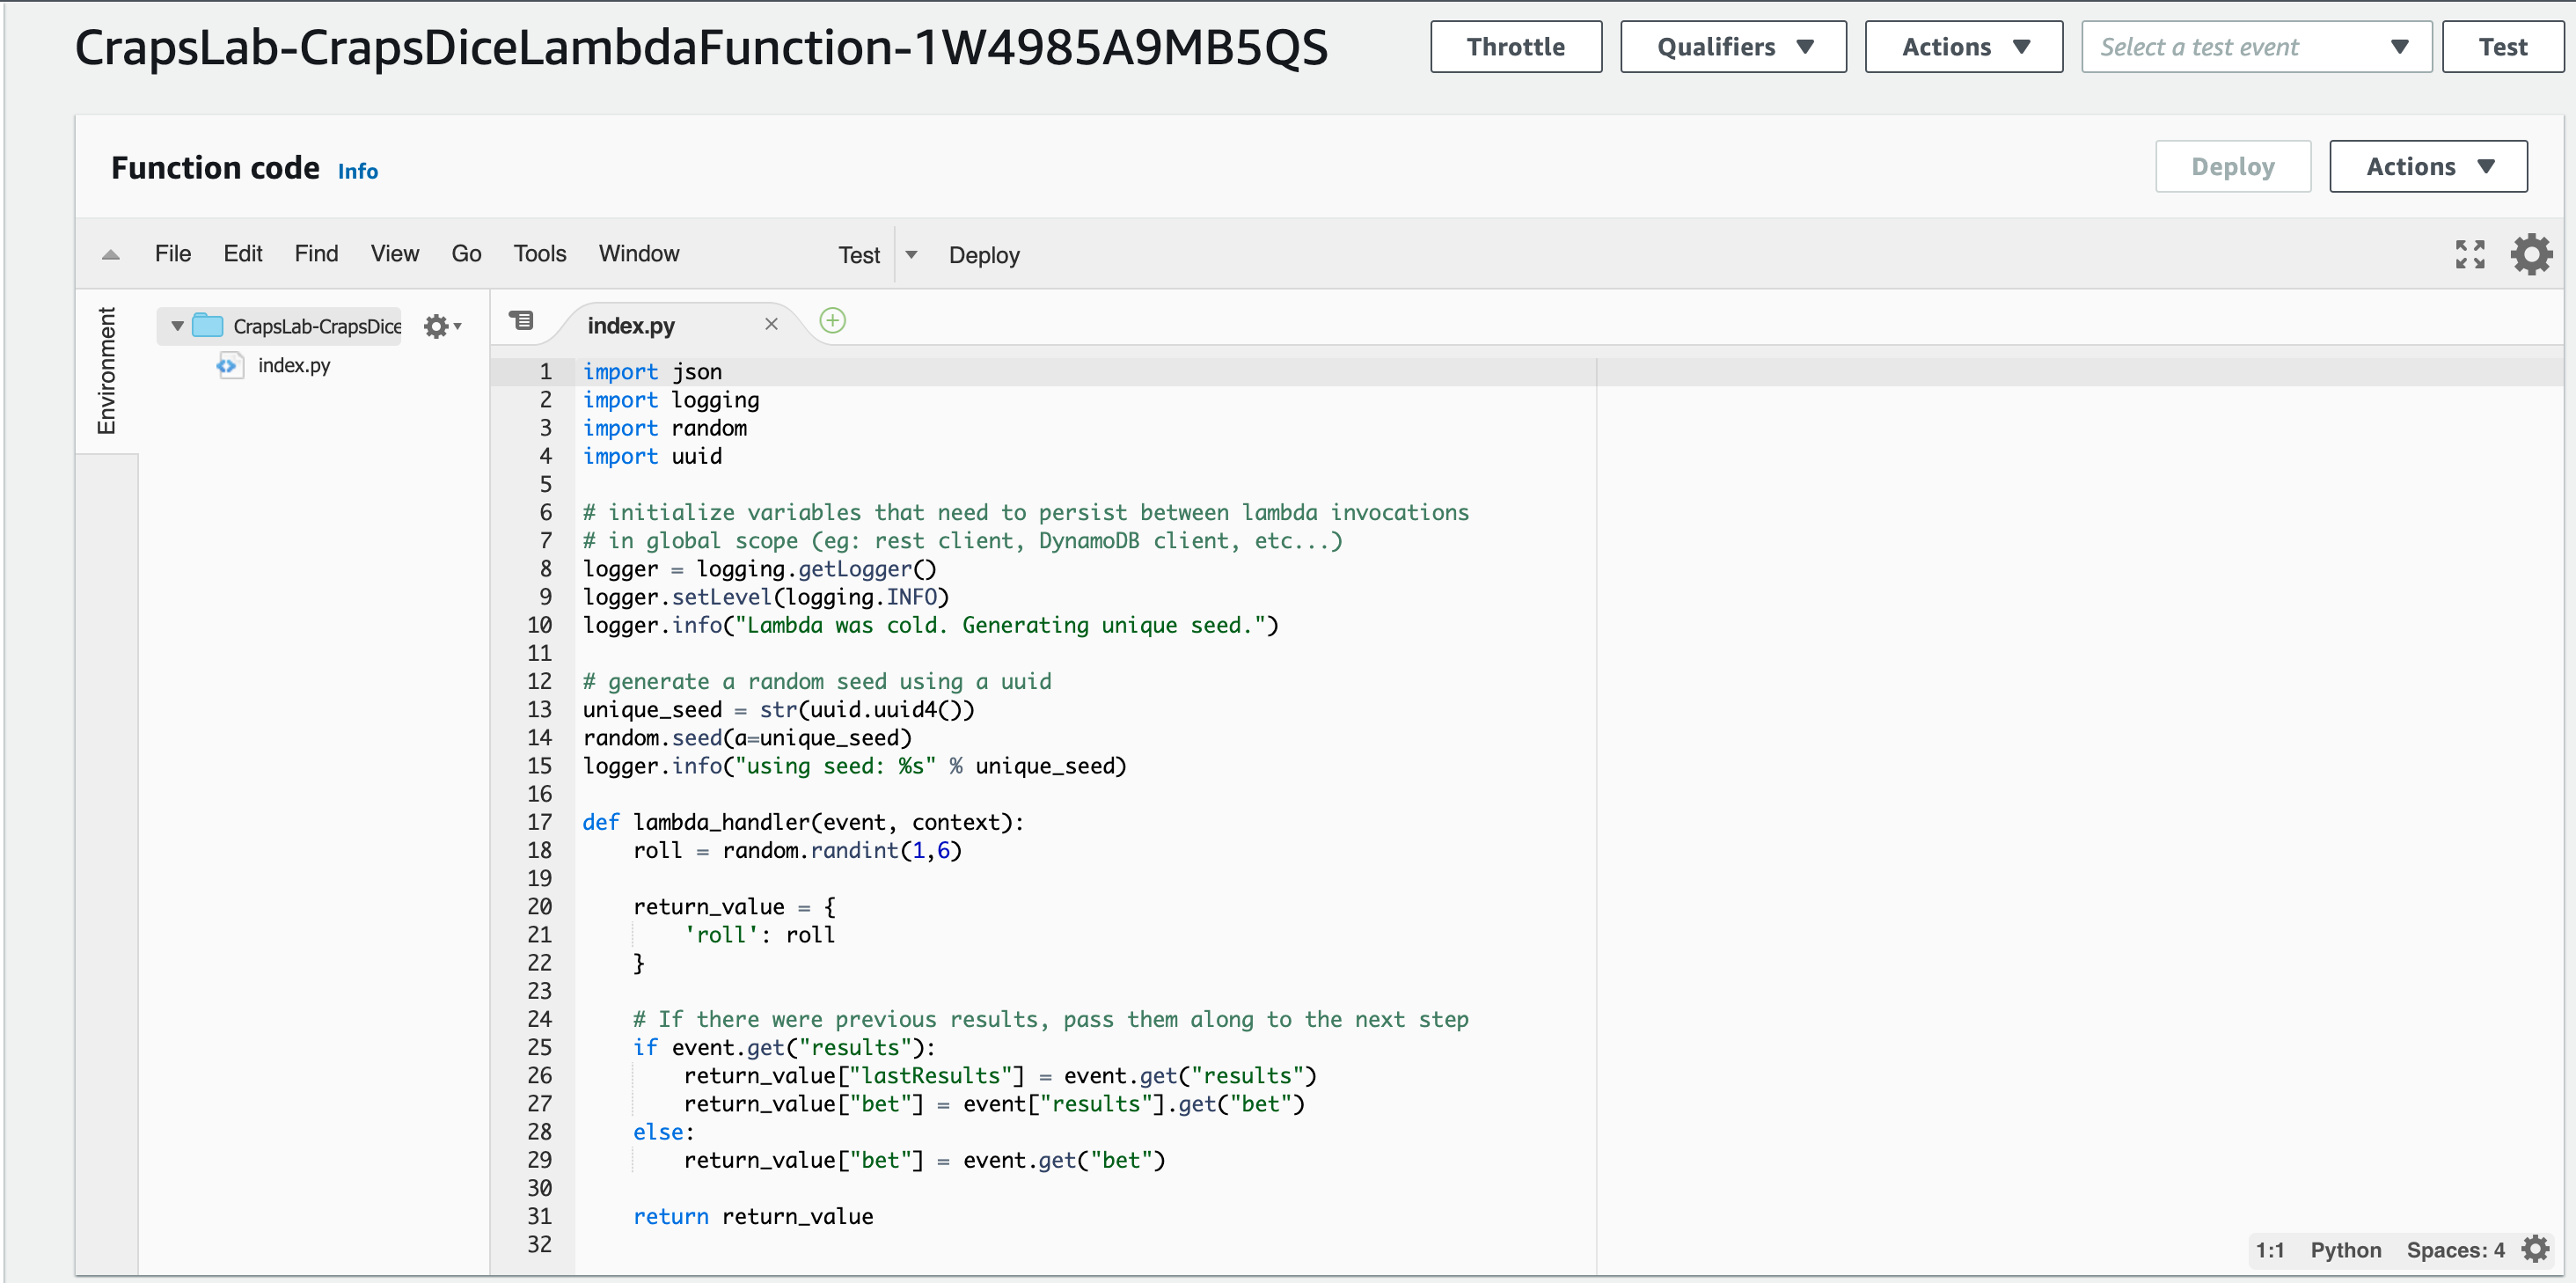 CrapsLab-CrapsDiceLambdaFunction-1W4985A9MB5QS Throttle Qualifiers Actions Select a test event Test
Function code Info Deploy Actions
File Edit Find View Go Tools Window Test Deploy
Environment
CrapsLab-CrapsDice
index.py
index.py
1 import json
2 import logging
3 import random
4 import uuid
5
6 # initialize variables that need to persist between lambda invocations
7 # in global scope (eg: rest client, DynamoDB client, etc...)
8 logger = logging.getLogger()
9 logger.setLevel(logging.INFO)
10 logger.info("Lambda was cold. Generating unique seed.")
11
12 # generate a random seed using a uuid
13 unique_seed = str(uuid.uuid4())
14 random.seed(a=unique_seed)
15 logger.info("using seed: %s" % unique_seed)
16
17 def lambda_handler(event, context):
18     roll = random.randint(1,6)
19
20     return_value = {
21         'roll': roll
22     }
23
24     # If there were previous results, pass them along to the next step
25     if event.get("results"):
26         return_value["lastResults"] = event.get("results")
27         return_value["bet"] = event["results"].get("bet")
28     else:
29         return_value["bet"] = event.get("bet")
30
31     return return_value
32
1:1 Python Spaces: 4